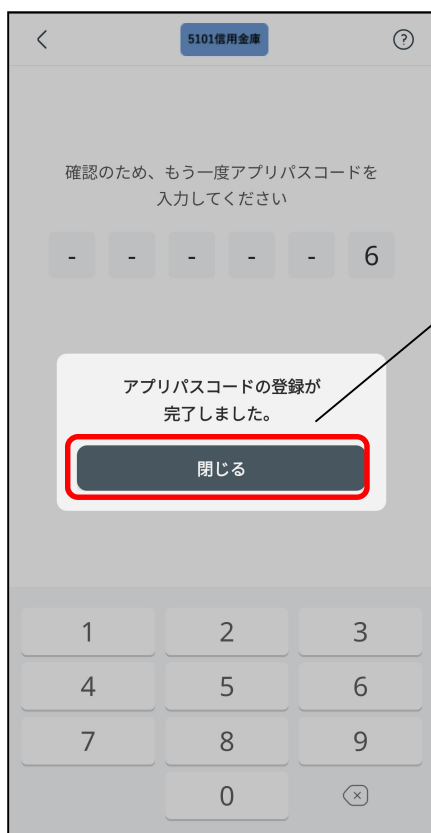 5101信用金庫
?
確認のため、もう一度アプリパスコードを
入力してください
- - - - - 6
アプリパスコードの登録が
完了しました。
閉じる
1 2 3
4 5 6
7 8 9
0